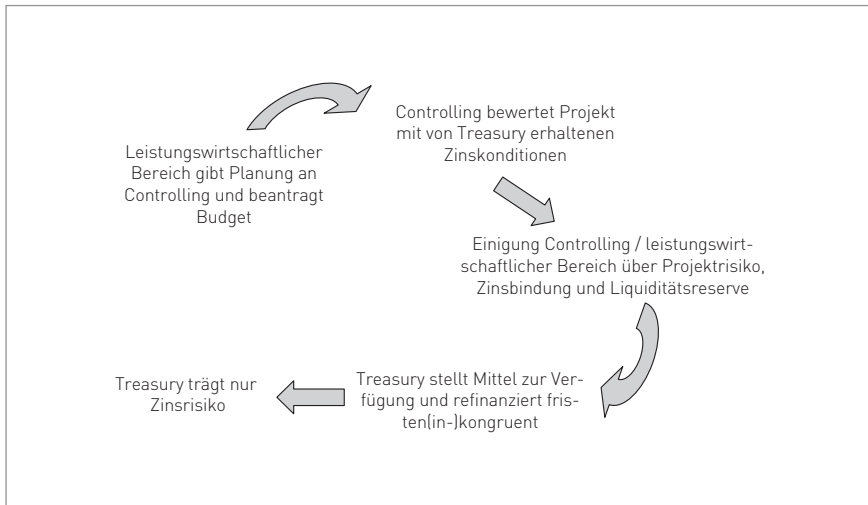 Leistungswirtschaftlicher
Bereich gibt Planung an
Controlling und beantragt
Budget
Controlling bewertet Projekt
mit von Treasury erhaltenen
Zinskonditionen
Einigung Controlling / leistungswirt-
schaftlicher Bereich über Projektrisiko,
Zinsbindung und Liquiditätsreserve
Treasury stellt Mittel zur Ver-
fügung und refinanziert fris-
ten(in-)kongruent
Treasury trägt nur
Zinsrisiko